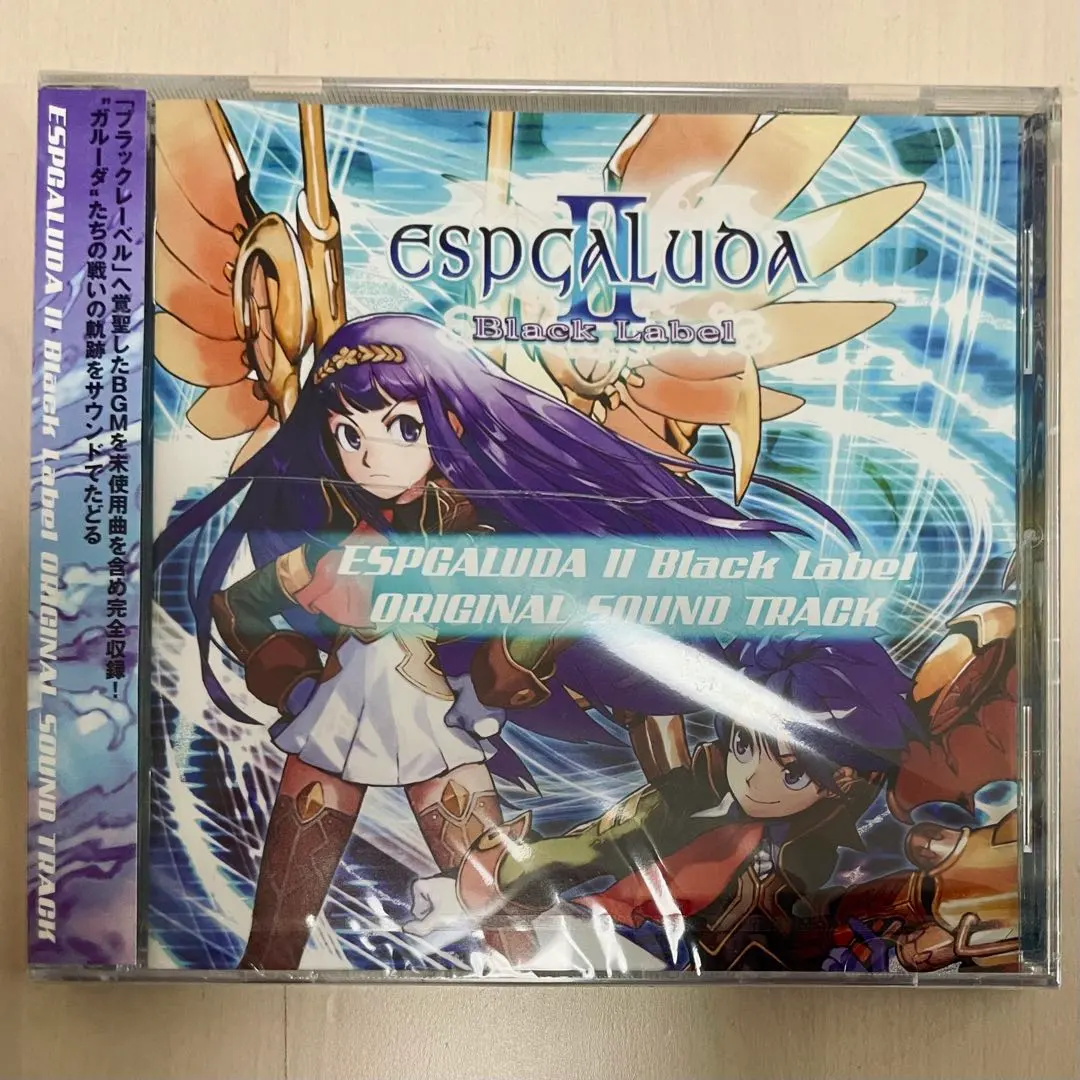 ESPGALUDA II Black Label ORIGINAL SOUND TRACK
「ブラックレーベル」へ覚聖したBGMを未使用曲を含め完全収録!
"ガルーダ"たちの戦いの軌跡をサウンドでたどる
ESPGALUDA
II
Black Label
ESPGALUDA II Black Label
ORIGINAL SOUND TRACK